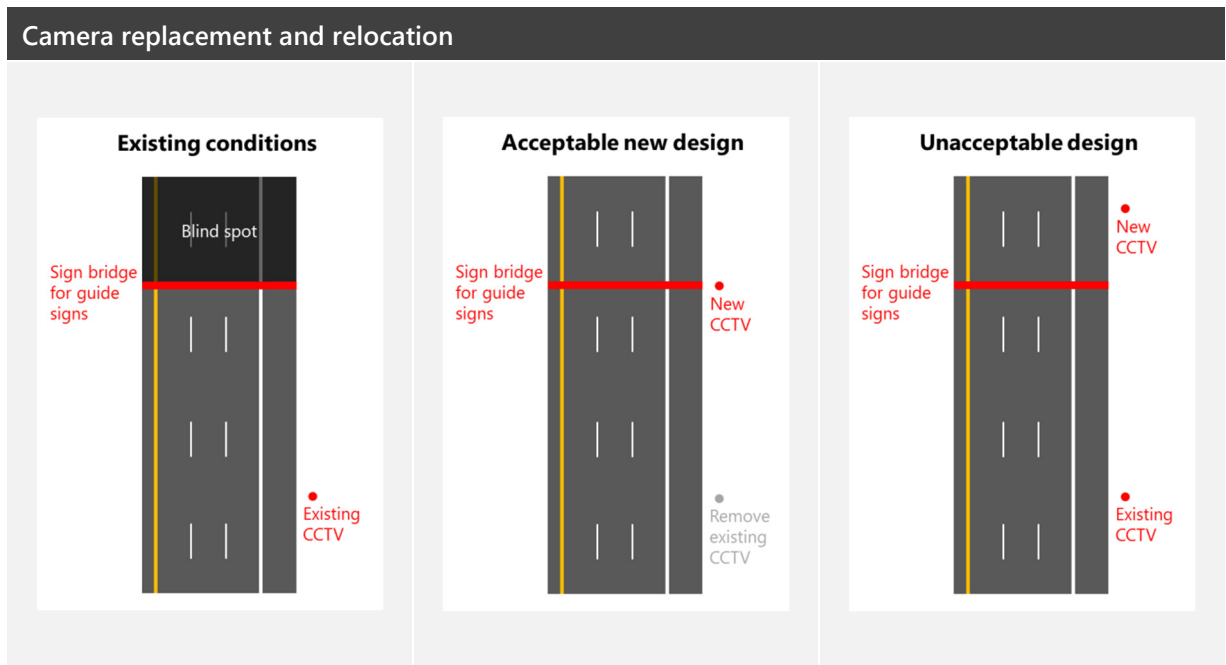 Camera replacement and relocation
Existing conditions
Blind spot
Sign bridge
for guide
signs
Existing
CCTV
Acceptable new design
Sign bridge
for guide
signs
New
CCTV
Remove
existing
CCTV
Unacceptable design
New
CCTV
Sign bridge
for guide
signs
Existing
CCTV